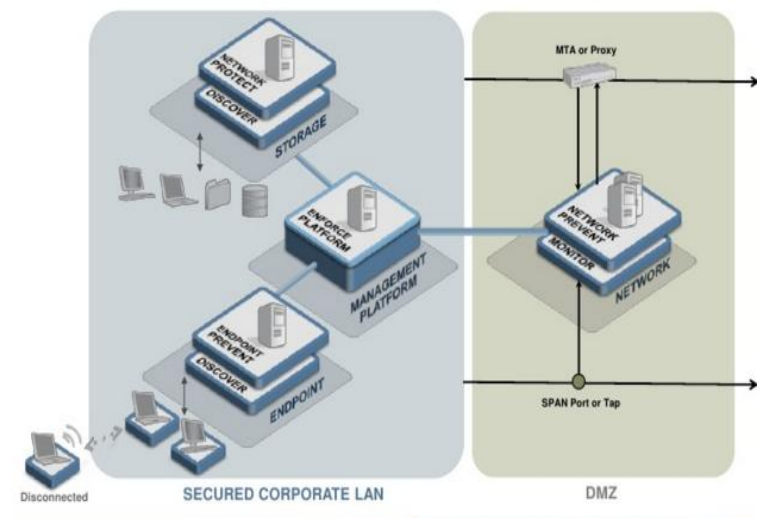 NETWORK
PROTECT
DISCOVER
STORAGE
MTA or Proxy
ENFORCE
PLATFORM
MANAGEMENT
PLATFORM
NETWORK
PREVENT
MONITOR
NETWORK
ENDPOINT
PREVENT
DISCOVER
ENDPOINT
SPAN Port or Tap
Disconnected
SECURED CORPORATE LAN
DMZ